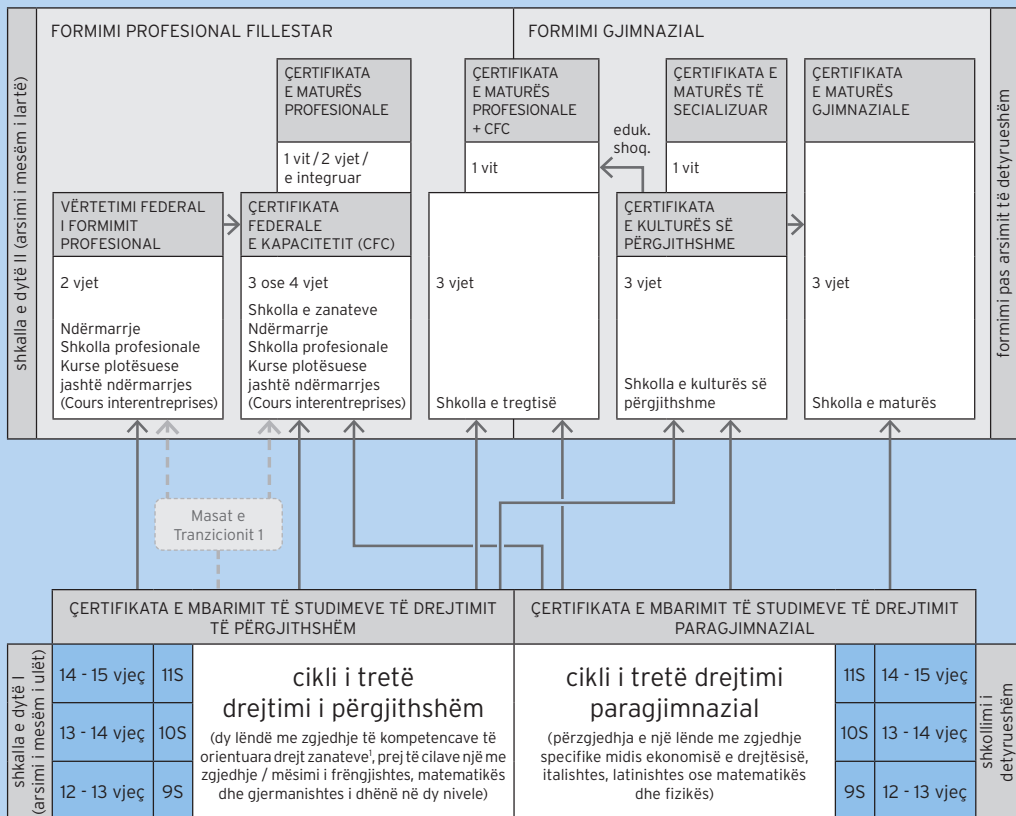 FORMIMI PROFESIONAL FILLESTAR
FORMIMI GJIMNAZIAL
shkalla e dytë II (arsimi i mesëm i lartë)
formimi pas arsimit të detyrueshëm
ÇERTIFIKATA
E MATURËS
PROFESIONALE
1 vit / 2 vjet /
e integruar
ÇERTIFIKATA
E MATURËS
PROFESIONALE
+ CFC
1 vit
eduk.
shoq.
ÇERTIFIKATA E
MATURËS TË
SECIALIZUAR
1 vit
ÇERTIFIKATA
E MATURËS
GJIMNAZIALE
VËRTETIMI FEDERAL
I FORMIMIT
PROFESIONAL
2 vjet
Ndërmarrje
Shkolla profesionale
Kurse plotësuese
jashtë ndërmarrjes
(Cours interentreprises)
ÇERTIFIKATA
FEDERALE
E KAPACITETIT (CFC)
3 ose 4 vjet
Shkolla e zanateve
Ndërmarrje
Shkolla profesionale
Kurse plotësuese
jashtë ndërmarrjes
(Cours interentreprises)
3 vjet
Shkolla e tregtisë
ÇERTIFIKATA
E KULTURËS SË
PËRGJITHSHME
3 vjet
Shkolla e kulturës së
përgjithshme
3 vjet
Shkolla e maturës
Masat e
Tranzicionit 1
ÇERTIFIKATA E MBARIMIT TË STUDIMEVE TË DREJTIMIT
TË PËRGJITHSHËM
ÇERTIFIKATA E MBARIMIT TË STUDIMEVE TË DREJTIMIT
PARAGJIMNAZIAL
shkalla e dytë I
(arsimi i mesëm i ulët)
14 - 15 vjeç 11S
13 - 14 vjeç 10S
12 - 13 vjeç 9S
cikli i tretë
drejtimi i përgjithshëm
(dy lëndë me zgjedhje të kompetencave të
orientuara drejt zanateve¹, prej të cilave një me
zgjedhje / mësimi i frëngjishtes, matematikës
dhe gjermanishtes i dhënë në dy nivele)
cikli i tretë drejtimi
paragjimnazial
(përzgjedhja e një lënde me zgjedhje
specifike midis ekonomisë e drejtësisë,
italishtes, latinishtes ose matematikës
dhe fizikës)
11S 14 - 15 vjeç
10S 13 - 14 vjeç
9S 12 - 13 vjeç
shkollimi i
detyrueshëm